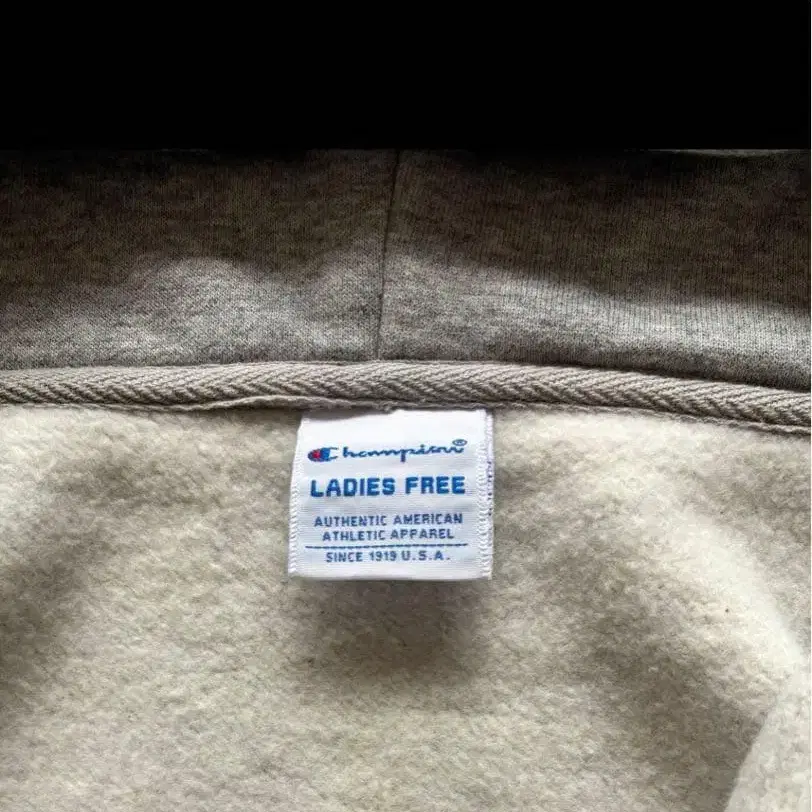 Champion®
LADIES FREE
AUTHENTIC AMERICAN
ATHLETIC APPAREL
SINCE 1919 U.S.A.